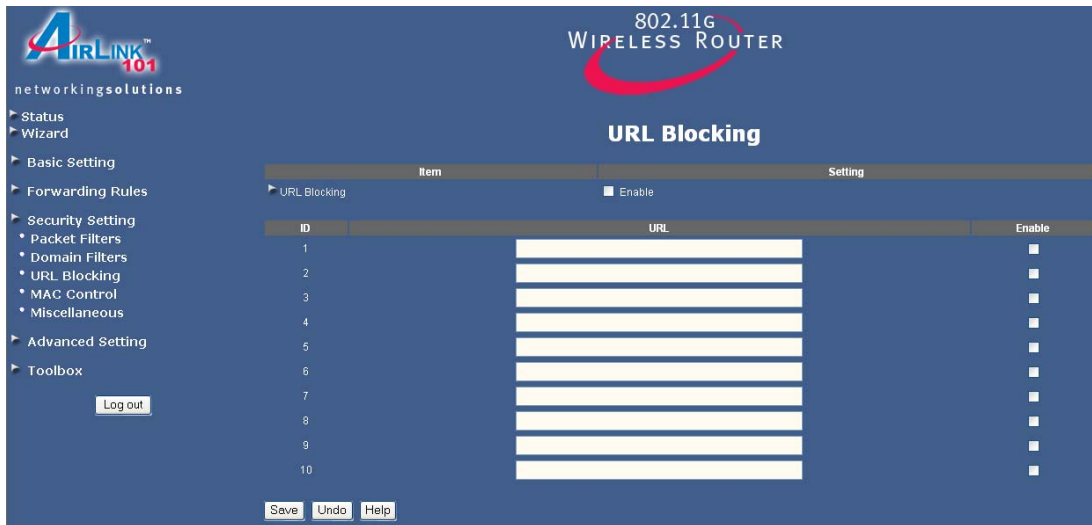 AIRLINK™
101
networkingsolutions
802.11G
WIRELESS ROUTER
Status
Wizard
Basic Setting
Forwarding Rules
Security Setting
• Packet Filters
• Domain Filters
• URL Blocking
• MAC Control
• Miscellaneous
Advanced Setting
Toolbox
Log out
URL Blocking
Item Setting
URL Blocking Enable
ID URL Enable
1
2
3
4
5
6
7
8
9
10
Save Undo Help